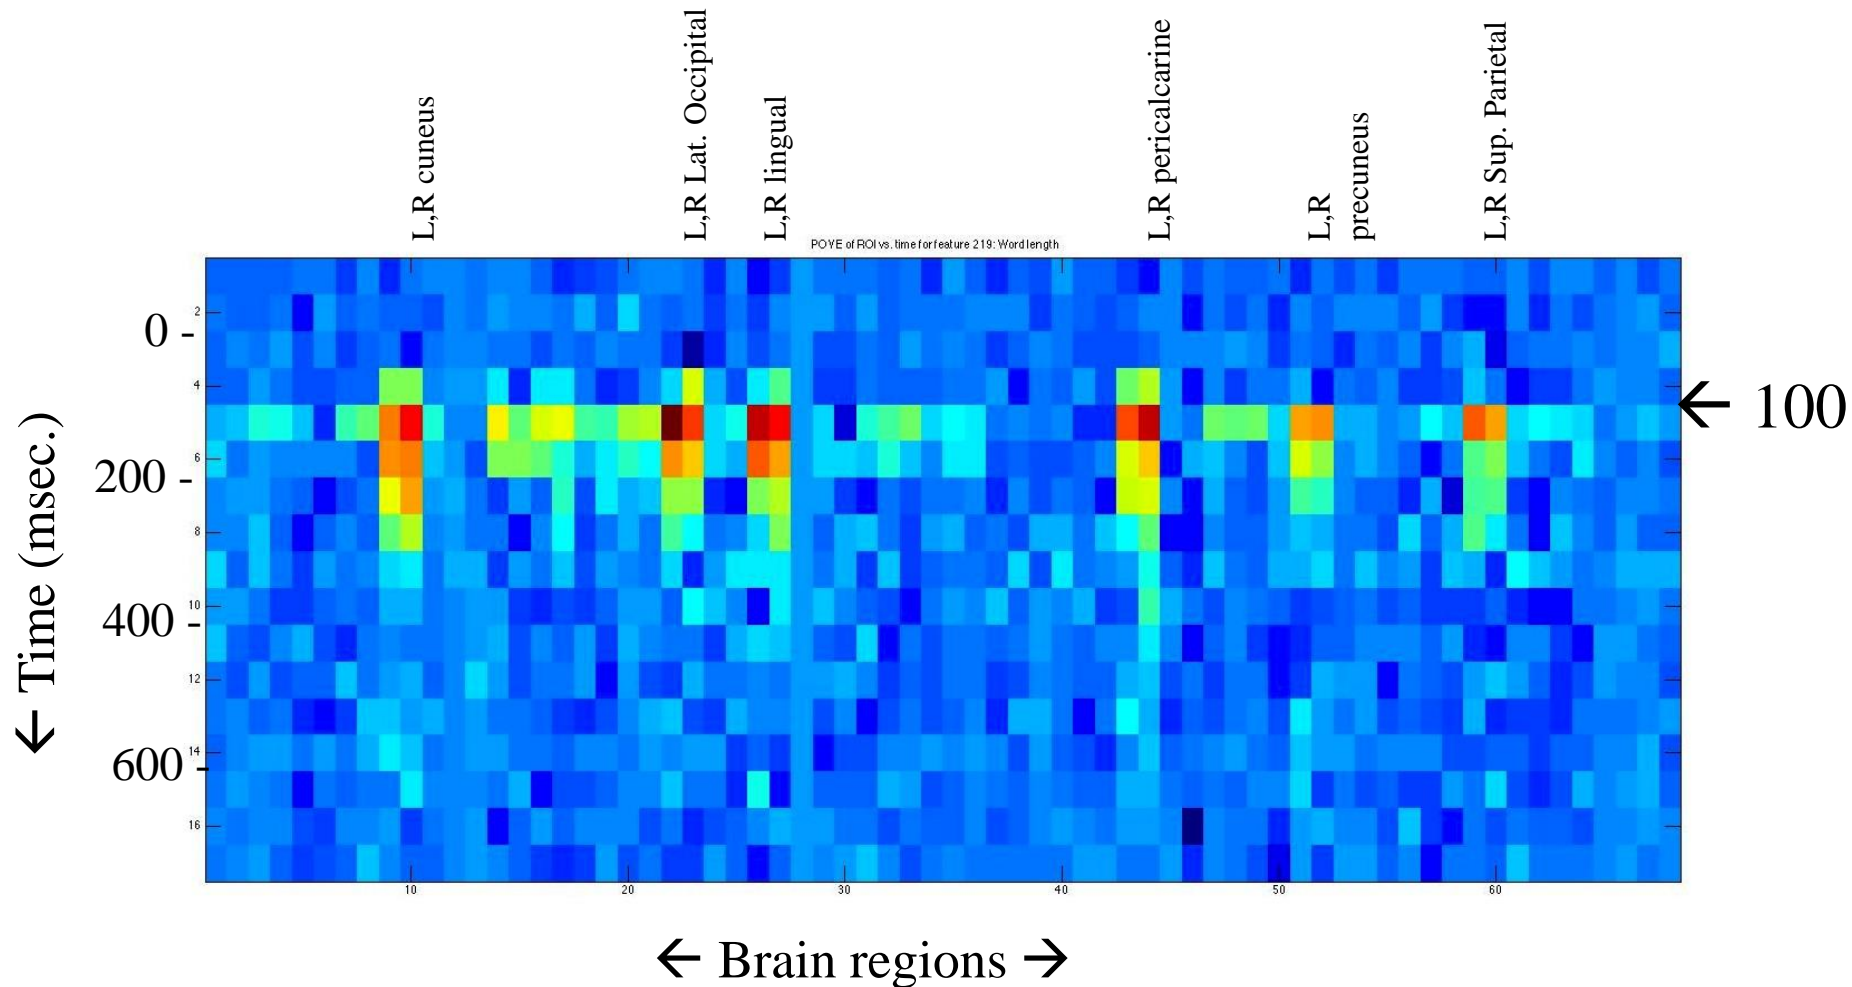 L,R cuneus
L,R Lat. Occipital
L,R lingual
L,R pericalcarine
L,R
precuneus
L,R Sup. Parietal
POVE of ROI vs. time for feature 219: Word length
← Time (msec.)
0 -
200 -
400 -
600 -
2
4
6
8
10
12
14
16
← 100
10
20
30
40
50
60
← Brain regions →